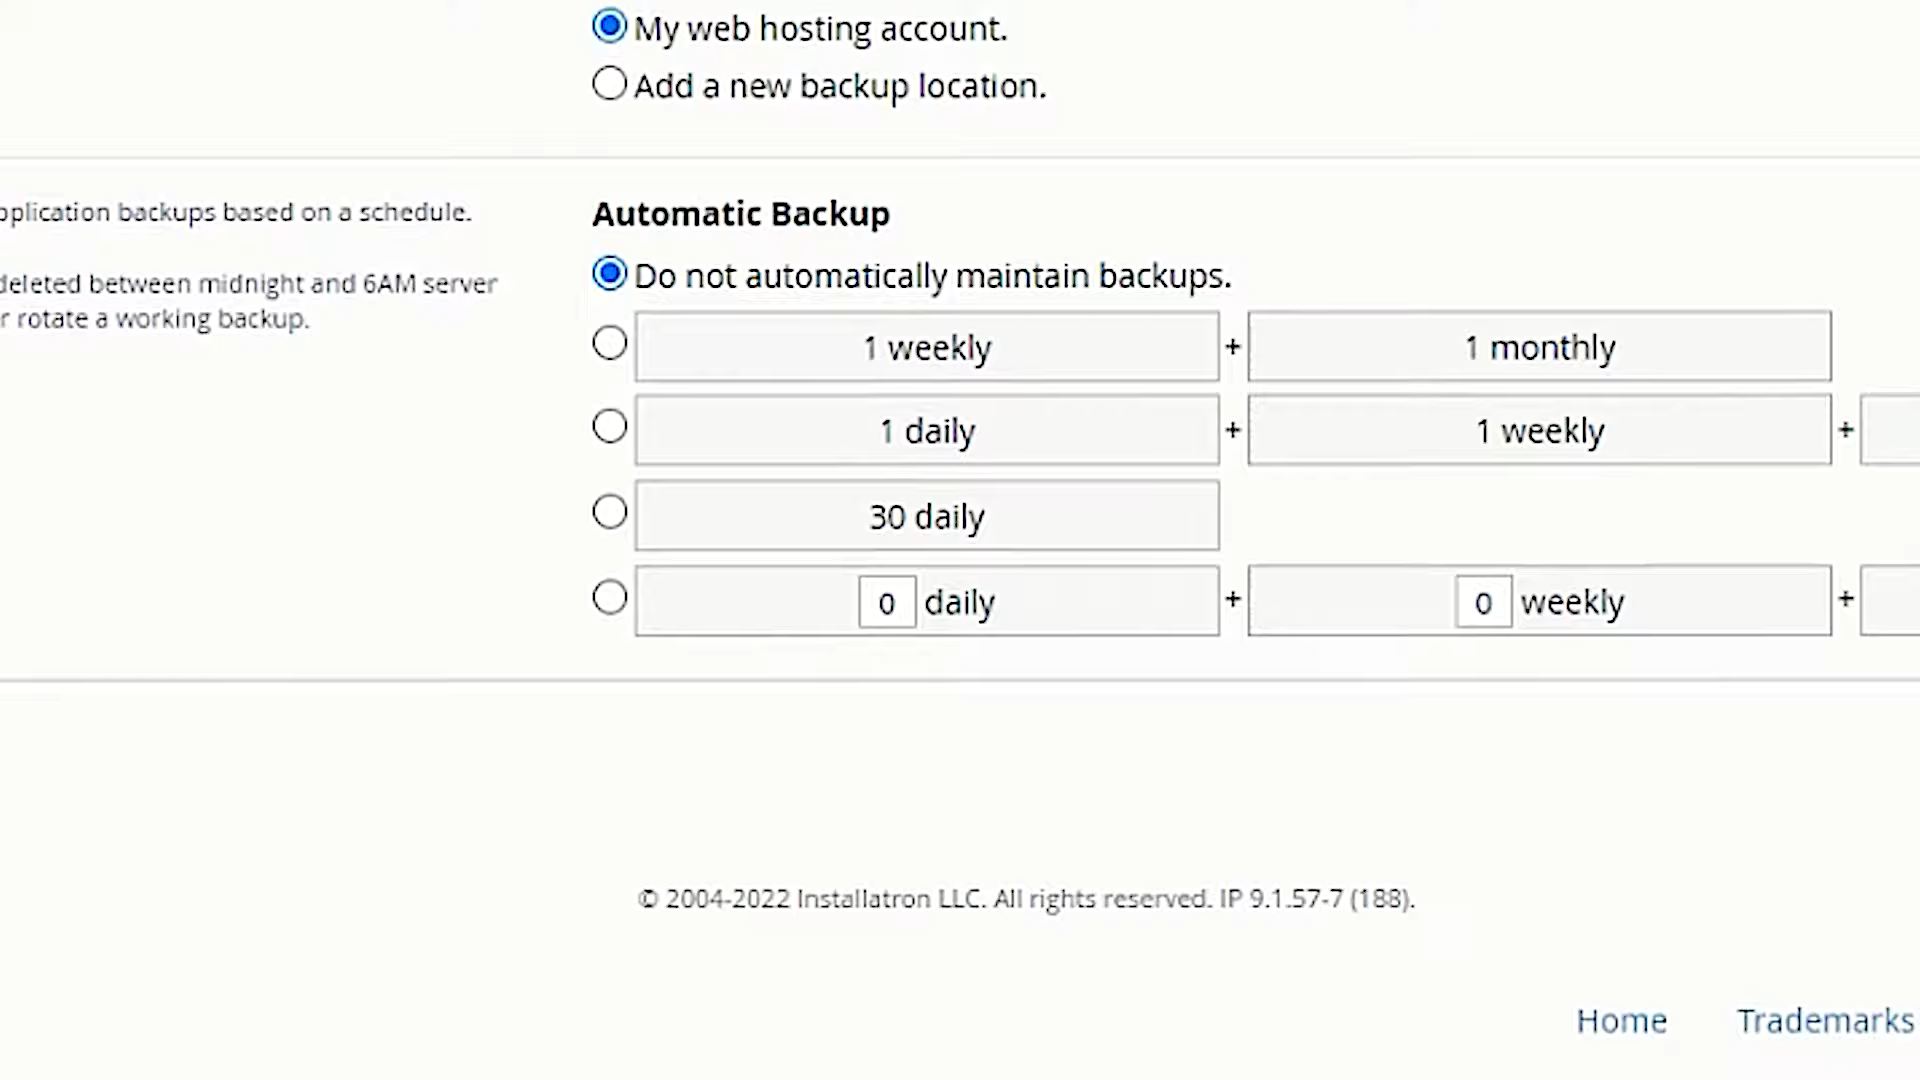 My web hosting account.
Add a new backup location.
backups based on a schedule.
between midnight and 6AM server
rotate a working backup.
Automatic Backup
Do not automatically maintain backups.
1 weekly + 1 monthly
1 daily + 1 weekly +
30 daily
0 daily + 0 weekly +
© 2004-2022 Installatron LLC. All rights reserved. IP 9.1.57-7 (188).
Home Trademarks